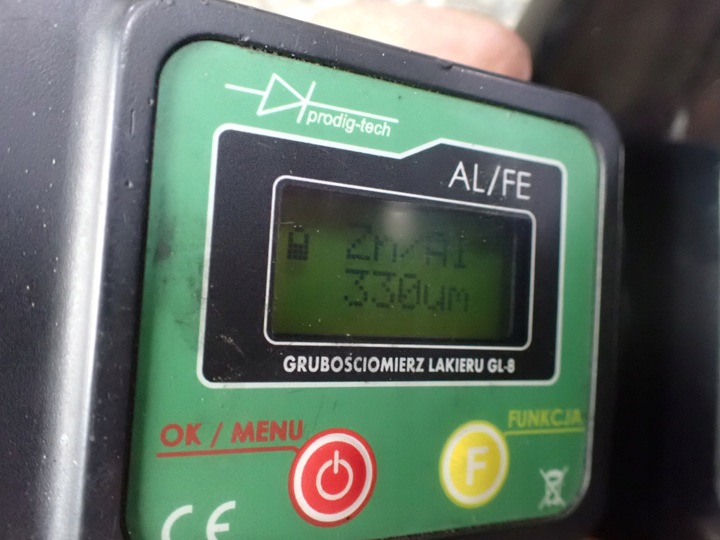 prodig-tech
AL/FE
Zn/Al
330um
GRUBOŚCIOMIERZ LAKIERU GL-8
OK / MENU
FUNKCJA
F
CE